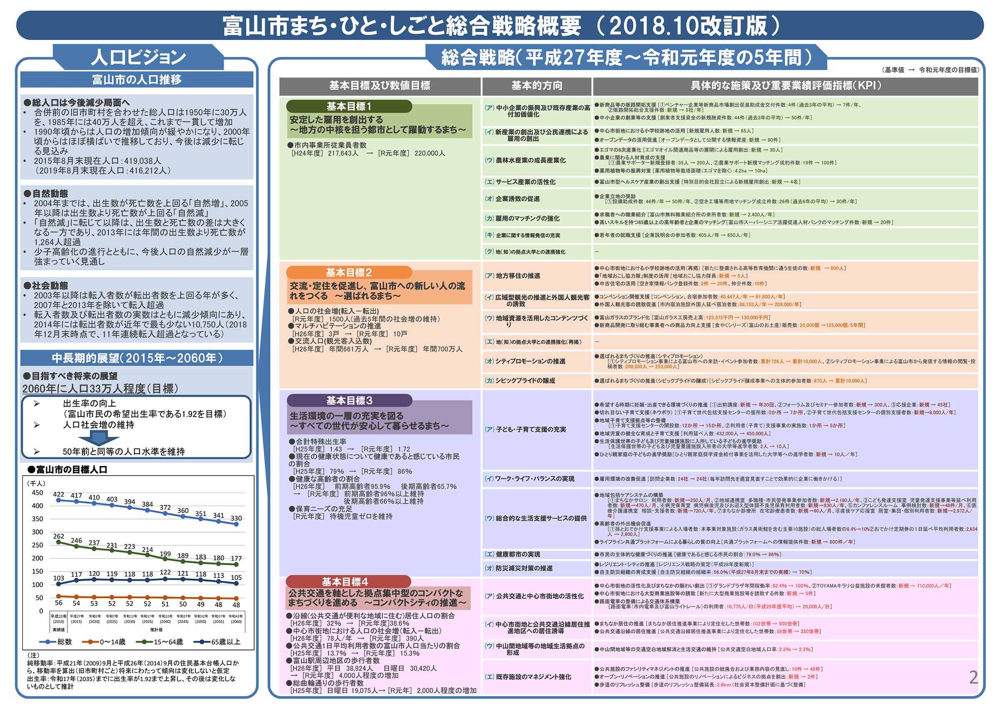 富山市まち・ひと・しごと総合戦略概要（2018.10改訂版）
人口ビジョン
富山市の人口推移
●総人口は今後減少局面へ
• 合併前の旧市町村を合わせた総人口は1950年に30万人
を、1985年には40万人を超え、これまで一貫して増加
• 1990年頃からは人口の増加傾向が緩やかになり、2000年
頃からはほぼ横ばいで推移しており、今後は減少に転じ
る見込み
• 2015年8月末現在人口：419,038人
（2019年8月末現在人口：416,212人）
●自然動態
• 2004年までは、出生数が死亡数を上回る「自然増」、2005
年以降は出生数より死亡数が上回る「自然減」
• 「自然減」に転じて以降は、出生数と死亡数の差は大きく
なる一方であり、2013年には年間の出生数より死亡数が
1,264人超過
• 少子高齢化の進行とともに、今後人口の自然減少が一層
強まっていく見通し
●社会動態
• 2003年以降は転入者数が転出者数を上回る年が多く、
2007年と2013年を除いて転入超過
• 転入者数及び転出者数の実数はともに減少傾向にあり、
2014年には転出者数が近年で最も少ない10,750人（2018
年12月末時点で、11年連続転入超過となっている）
中長期的展望（2015年～2060年）
●目指すべき将来の展望
2060年に人口33万人程度（目標）
➢ 出生率の向上
（富山市民の希望出生率である1.92を目標）
➢ 人口社会増の維持
➢ 50年前と同等の人口水準を維持
●富山市の目標人口
（千人）
450
400
350
300
250
200
150
100
50
0
422 417 410 403 394 384 372 360 351 341 330
262 246 237 231 223 214 199 189 183 180 177
103 117 120 119 118 118 122 121 118 113 105
56 54 53 52 52 52 51 50 49 48 48
平成22年 平成27年 令和2年 令和7年 令和12年 令和17年 令和22年 令和27年 令和32年 令和37年 令和42年
(2010) (2015) (2020) (2025) (2030) (2035) (2040) (2045) (2050) (2055) (2060)
実績値 推計値
総数 0～14歳 15～64歳 65歳以上
（注）
純移動率：平成21年（2009）9月と平成26年（2014）9月の住民基本台帳人口か
ら、移動率を算出（旧市町村ごと）将来にわたって傾向は変化しないと仮定
出生率：令和17年（2035）までに出生率が1.92まで上昇し、その後は変化しな
いものとして推計
総合戦略（平成27年度～令和元年度の5年間）
（基準値 → 令和元年度の目標値）
基本目標及び数値目標 基本的方向 具体的な施策及び重要業績評価指標（KPI）
基本目標1
安定した雇用を創出する
～地方の中核を担う都市として躍動するまち～
●市内事業所従業員者数
［H24年度］ 217,643人 → ［R元年度］ 220,000人
（ア）中小企業の振興及び既存産業の高
付加価値化
●新商品等の販路開拓支援［①ベンチャー企業等新商品市場創出促進助成金交付件数：4件（過去3年の平均）→ 7件/年、
②販路開拓総合支援件数：新規 → 5社/年］
●中小企業の創業等の支援［創業者支援資金の新規融資件数：44件（過去3年の平均）→ 50件/年］
（イ）新産業の創出及び公民連携による
雇用の創出
●中心市街地における小学校跡地の活用［新規雇用人数：新規 → 65人］
●オープンデータの活用促進［オープンデータとして公開する情報資産：新規 → 90件］
（ウ）農林水産業の成長産業化
●エゴマの6次産業化［エゴマオイル関連商品等の展開による雇用創出：新規 → 30人］
●農業に関わる人材育成の支援
［①農業サポーター新規登録者：35人 → 200人、②農業サポート新規マッチング成約件数：19件 → 100件］
●薬用植物等の振興対策［薬用植物等栽培面積（エゴマを除く）：4.2ha → 10ha］
（エ）サービス産業の活性化
●富山市型ヘルスケア産業の創出支援［特別目的会社設立による新規雇用創出：新規 → 4名］
（オ）企業誘致の促進
●企業立地の奨励
［①設備助成件数：46件/年 → 50件/年、②空き工場等用地マッチング成立件数：26件（過去6年の平均）→ 30件/年］
（カ）雇用のマッチングの強化
●求職者への職業紹介［富山市無料職業紹介所の来所者数：新規 → 2,400人/年］
●高いスキルを持つ65歳以上の高年齢者と企業のマッチング［富山市スーパーシニア活躍促進人材バンクのマッチング件数：新規 → 20件］
（キ）企業に関する情報発信の充実
●若年者の就職支援［企業説明会の参加者数：405人/年 → 650人/年］
（ク）地（知）の拠点大学との連携強化
－
基本目標2
交流・定住を促進し、富山市への新しい人の流
れをつくる ～選ばれるまち～
●人口の社会増(転入－転出)
［R元年度］ 1500人（過去5年間の社会増の維持）
●マルチハビテーションの推進
［H26年度］ 3戸 → ［R元年度］ 10戸
●交流人口(観光客入込数)
［H26年度］ 年間661万人 → ［R元年度］ 年間700万人
（ア）地方移住の推進
●中心市街地における小学校跡地の活用（再掲）［新たに整備される高等教育機関に通う生徒の数：新規 → 800人］
●「地域おこし協力隊」制度の活用［地域おこし協力隊員：新規 → 5人］
●中古住宅の活用［空き家情報バンク登録件数：2件 → 20件、仲介件数：10件］
（イ）広域型観光の推進と外国人観光客
の誘致
●コンベンション開催支援［コンベンション、合宿参加者数：40,447人/年 → 61,800人/年］
●外国人観光客の誘致促進［市内宿泊施設外国人延べ宿泊者数：88,153人/年 → 209,000/年］
（ウ）地域資源を活用したコンテンツづく
り
●富山ガラスのブランド化［富山ガラス工房売上高：125,375千円 → 130,000千円］
●新商品開発に取り組む事業者への商品力向上支援［食やくシリーズ（富山のお土産）販売数：20,000個 →125,000個/5年間］
（エ）地（知）の拠点大学との連携強化（再掲）
－
（オ）シティプロモーションの推進
●選ばれるまちづくりの推進（シティプロモーション）
［①シティプロモーション事業による富山市への来訪・イベント参加者数：累計726人 → 累計10,000人、②シティプロモーション事業による富山市から発信する情報の閲覧・投
稿者数：208,050人 → 253,000人］
（カ）シビックプライドの醸成
●選ばれるまちづくりの推進（シビックプライドの醸成）［シビックプライド醸成事業への主体的参加者数：870人 → 累計10,000人］
基本目標3
生活環境の一層の充実を図る
～すべての世代が安心して暮らせるまち～
●合計特殊出生率
［H25年度］ 1.43 → ［R元年度］ 1.72
●現在の健康状態について健康であると感じている市民
の割合
［H25年度］ 79% → ［R元年度］ 86%
●健康な高齢者の割合
［H26年度］ 前期高齢者95.9% 後期高齢者65.7%
→ ［R元年度］ 前期高齢者96%以上維持
後期高齢者66%以上維持
●保育ニーズの充足
［R元年度］ 待機児童ゼロを維持
（ア）子ども・子育て支援の充実
●希望する時期に妊娠・出産できる環境づくりの推進［①出前講座：新規 → 年20回、②フォーラム及びセミナー参加者数：新規 → 300人、③応援企業：新規 → 45社］
●切れ目ない子育て支援（ネウボラ）［①子育て世代包括支援センターの箇所数：0か所 → 7か所、②子育て世代包括支援センターの個別支援者数：新規→8,000人/年］
●地域子育て支援拠点等の整備
［①子育て支援センターの開設数：12か所 → 15か所、②利用者（子育て）支援事業の実施数：1か所 → 5か所］
●地域児童の健全な育成と子育て支援［利用延べ人数：432,000人 → 450,000人］
●生活保護世帯の子ども及び児童擁護施設に入所している子どもの進学奨励
［生活保護世帯の子ども及び児童養護施設入所者の大学等進学者数：2人 → 10人］
●ひとり親家庭の子どもの進学奨励［ひとり親家庭奨学資金給付事業を活用した大学等への進学者数：新規 → 10人／年］
（イ）ワーク・ライフ・バランスの実現
●雇用環境の改善促進［訪問企業数：24社 → 24社（毎年訪問先を適宜見直すことで効果的に企業に働きかける）］
（ウ）総合的な生活支援サービスの提供
●地域包括ケアシステムの構築
［①まちなかサロン 利用者数：新規→250人/月、②地域連携室 多職種・市民啓発事業参加者数：新規→2,180人/年、③こども発達支援室 児童発達支援事業等延べ利用
者数：新規→470人/月、④病児保育室 病児病後児及びお迎え型体調不良児保育利用者数：新規→830人/年、⑤カンファレンスルーム 事例検討数：新規→48件/月、⑥医
療介護連携室 相談・支援者数：新規→720人/年、⑦まちなか診療所 在宅診療患者数：新規→60人/月、⑧産後ケア応援室 居室・集団・個別利用者数：新規→2,972人/
年］
●高齢者の外出機会促進
［①孫とおでかけ支援事業による入場者数：本事業対象施設（ガラス美術館を含む主要10施設）の総入場者数の8.4%→10%②おでかけ定期券の１日延べ平均利用者数：2,634
人 → 2,800人］
●ライフライン共通プラットフォームによる暮らしの質の向上［共通プラットフォームへの情報提供件数：新規 → 800件／年］
（エ）健康都市の実現
●市民の主体的な健康づくりの推進［健康であると感じる市民の割合：79.0% → 86%］
（オ）防災減災対策の推進
●レジリエント・シティの推進［レジリエンス戦略の策定（平成28年度新規）］
●自主防災組織の育成支援［自主防災組織の組織率：56.0%（平成27年8月末までの実績）→ 70%］
基本目標4
公共交通を軸とした拠点集中型のコンパクトな
まちづくりを進める ～コンパクトシティの推進～
●沿線(公共交通が便利な地域に住む)居住人口の割合
［H26年度］ 32% → ［R元年度］38.6%
●中心市街地における人口の社会増（転入－転出）
［H26年度］ 78人/年 → ［R元年度］ 390人
●公共交通1日平均利用者数の富山市人口当たりの割合
［H25年度］ 13.7% → ［R元年度］ 15.3%
●富山駅周辺地区の歩行者数
［H26年度］ 平日 38,924人 日曜日 30,420人
→ ［R元年度］ 4,000人程度の増加
●総曲輪通りの歩行者数
［H25年度］ 日曜日 19,075人→［R元年］ 2,000人程度の増加
（ア）公共交通と中心市街地の活性化
●中心市街地の活性化及びまちなかの賑わい創出［①グランドプラザ年間稼働率：82.4% → 100%、②TOYAMAキラリ公益施設の来館者数：新規 → 710,000人／年］
●中心市街地における大型商業施設等の誘致［新たに大型商業施設等を誘致する件数：新規 → 5件］
●路面電車の整備による交通体系構築
［路面電車（市内電車及び富山ライトレール）の利用者：16,775人/日（平成25年度平均）→ 20,000人/日］
（イ）中心市街地と公共交通沿線居住推
進地区への居住誘導
●まちなか居住の推進［まちなか居住推進事業により定住化した世帯数：102世帯 → 500世帯］
●公共交通沿線の居住推進［公共交通沿線居住推進事業により定住化した世帯数：58世帯 → 350世帯］
（ウ）中山間地域等の地域生活拠点の
形成
●中山間地域等の交通空白地域解消と生活交通の維持［公共交通空白地域人口率：2.3% → 2.3%］
（エ）既存施設のマネジメント強化
●公共施設のファシリティマネジメントの推進［公共施設の統廃合および業務内容の見直し：10件 → 48件］
●オープン・リノベーションの推進［公共施設のリノベーションによるビジネスの拠点を創出：新規 → 2件］
●歩道のリフレッシュ整備［歩道のリフレッシュ整備延長：2.6km（社会資本整備計画に基づく整備］
2